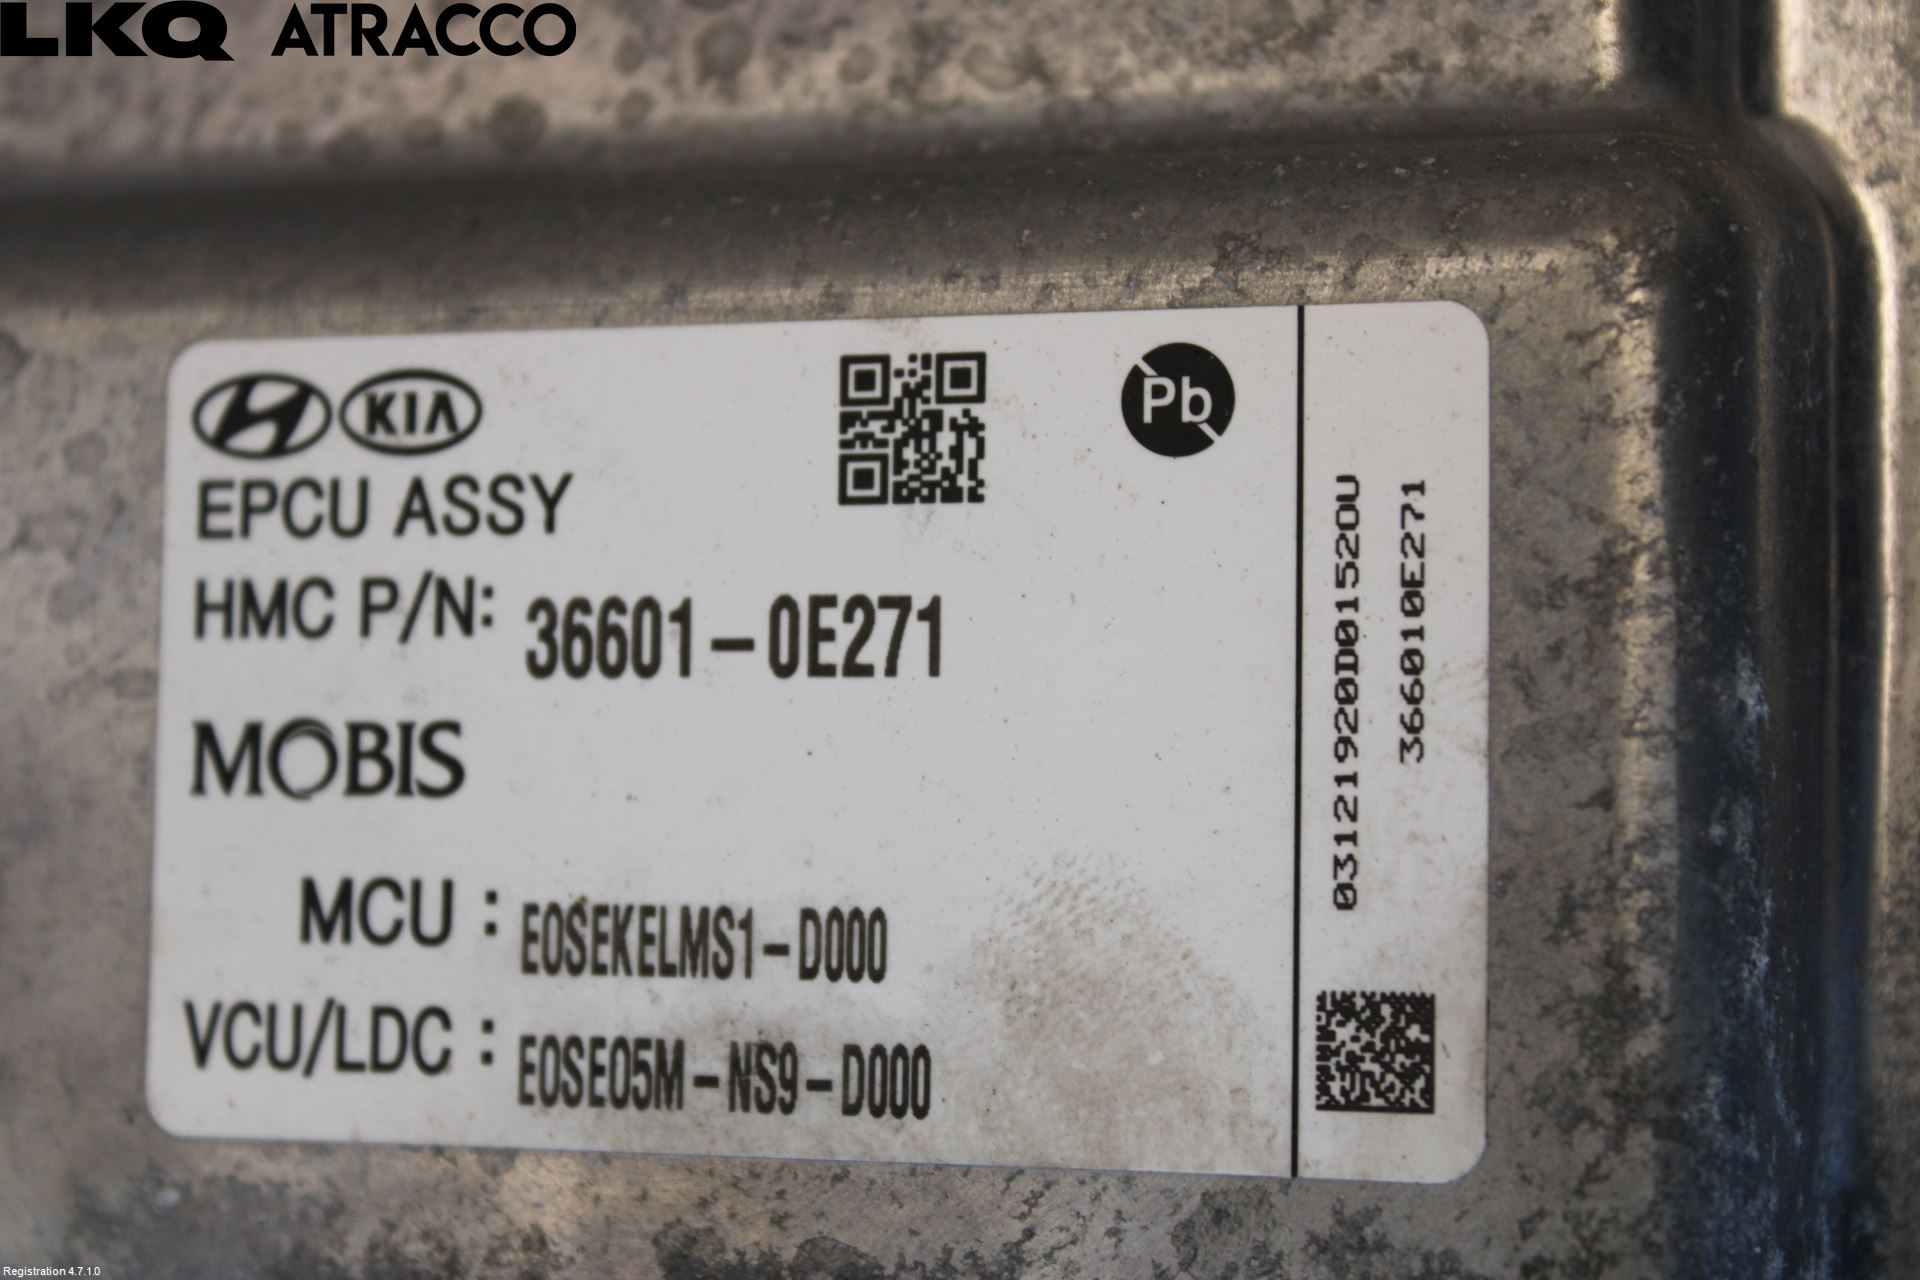 LKQ ATRACCO
KIA
EPCU ASSY
HMC P/N: 36601-0E271
MOBIS
MCU : E0SEKELMS1-D000
VCU/LDC : E0SE05M-NS9-D000
Pb
03121920D01520U
366010E271
Registration 4.7.1.0